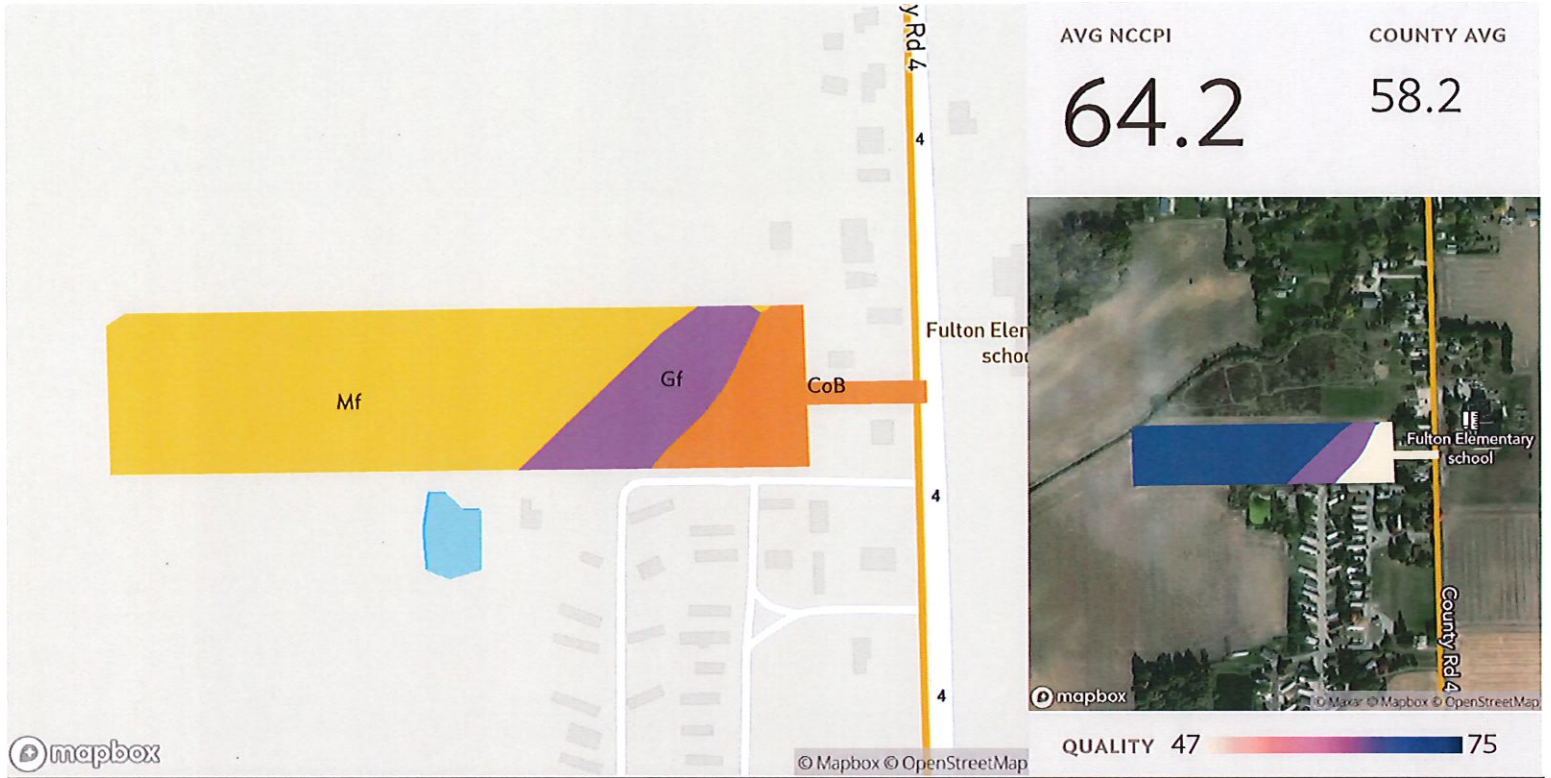 y Rd 4
4
Fulton Elen
schoo
Mf
Gf
CoB
4
4
mapbox
© Mapbox © OpenStreetMap
AVG NCCPI
64.2
COUNTY AVG
58.2
Fulton Elementary
school
County Rd 4
mapbox
© Maxar © Mapbox © OpenStreetMap
QUALITY 47 75